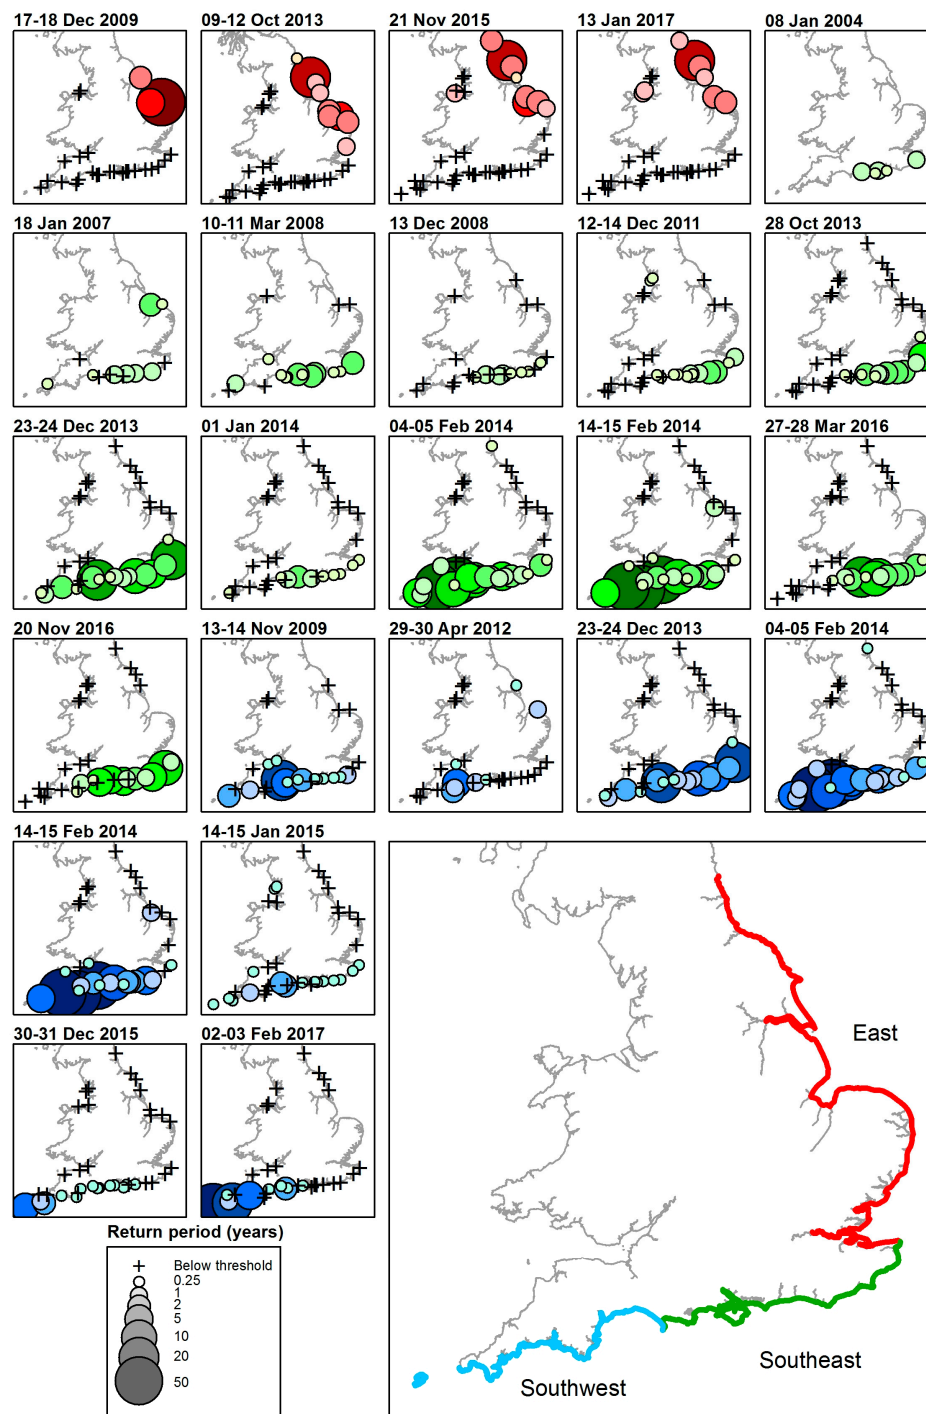 17-18 Dec 2009
09-12 Oct 2013
21 Nov 2015
13 Jan 2017
08 Jan 2004
18 Jan 2007
10-11 Mar 2008
13 Dec 2008
12-14 Dec 2011
28 Oct 2013
23-24 Dec 2013
01 Jan 2014
04-05 Feb 2014
14-15 Feb 2014
27-28 Mar 2016
20 Nov 2016
13-14 Nov 2009
29-30 Apr 2012
23-24 Dec 2013
04-05 Feb 2014
14-15 Feb 2014
14-15 Jan 2015
30-31 Dec 2015
02-03 Feb 2017
East
Southeast
Southwest
Return period (years)
Below threshold
0.25
1
2
5
10
20
50